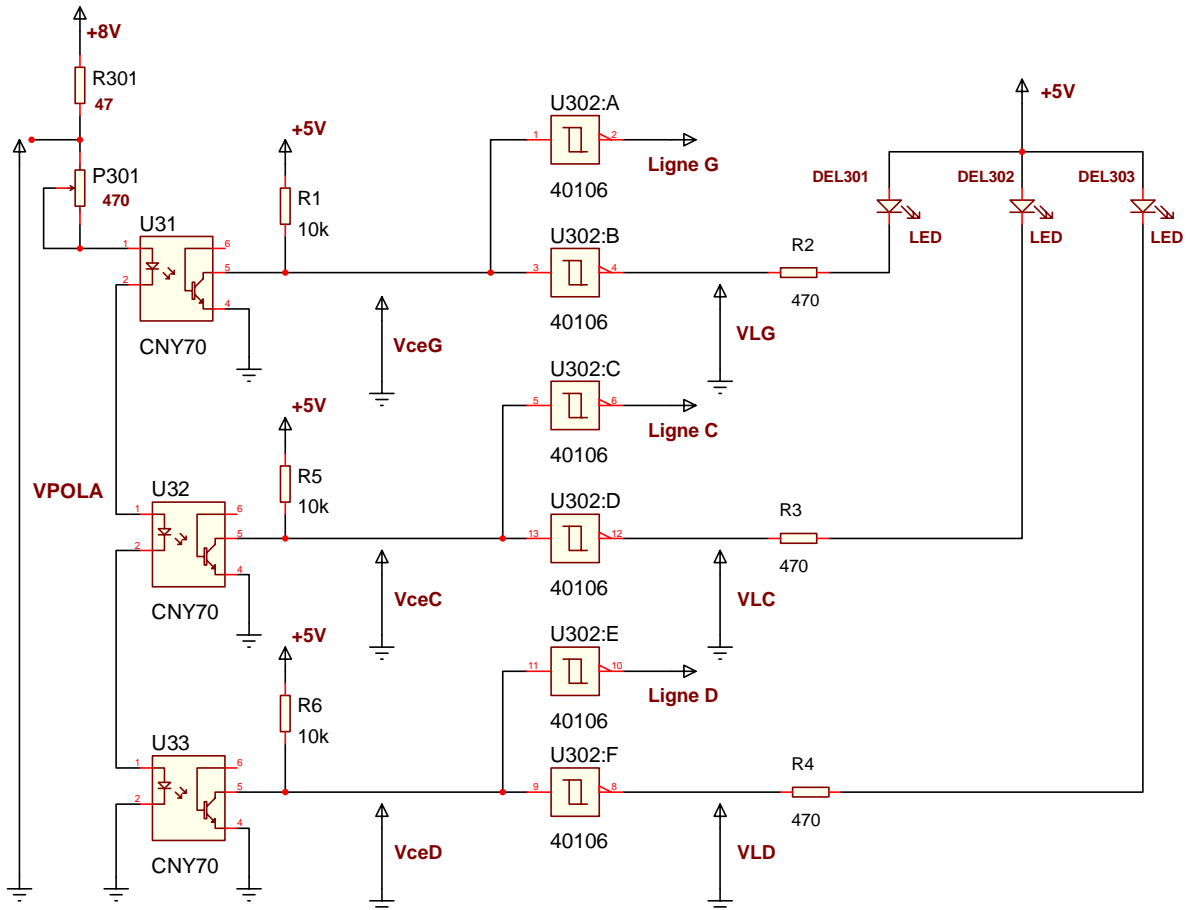 +8V
R301
47
P301
470
+5V
R1
10k
U31
1
2
6
5
4
CNY70
VceG
U302:A
1
2
40106
Ligne G
U302:B
3
4
40106
VLG
R2
470
+5V
DEL301
LED
DEL302
LED
DEL303
LED
VPOLA
+5V
R5
10k
U32
1
2
6
5
4
CNY70
VceC
U302:C
5
6
40106
Ligne C
U302:D
13
12
40106
VLC
R3
470
+5V
R6
10k
U33
1
2
6
5
4
CNY70
VceD
U302:E
11
10
40106
Ligne D
U302:F
9
8
40106
VLD
R4
470